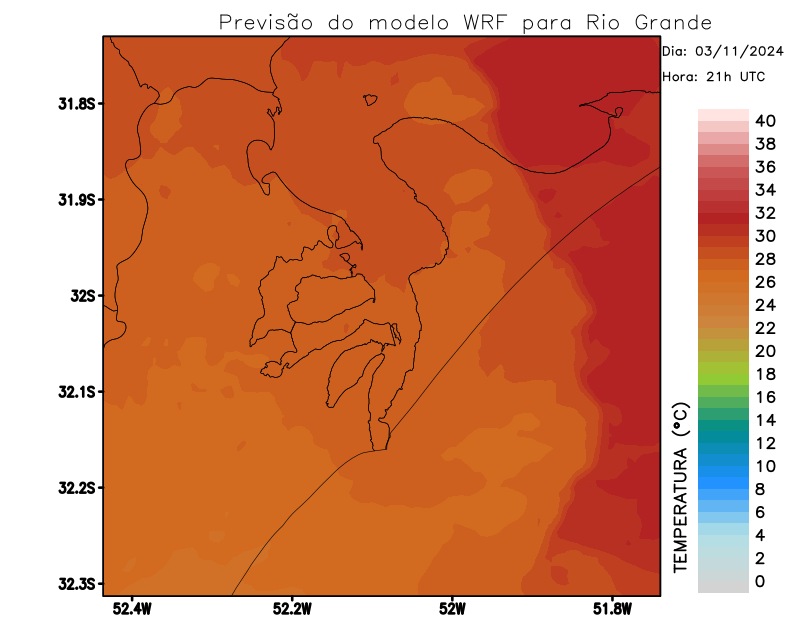 Previsão do modelo WRF para Rio Grande
Dia: 03/11/2024
Hora: 21h UTC
31.8S
31.9S
32S
32.1S
32.2S
32.3S
52.4W
52.2W
52W
51.8W
TEMPERATURA (°C)
40
38
36
34
32
30
28
26
24
22
20
18
16
14
12
10
8
6
4
2
0